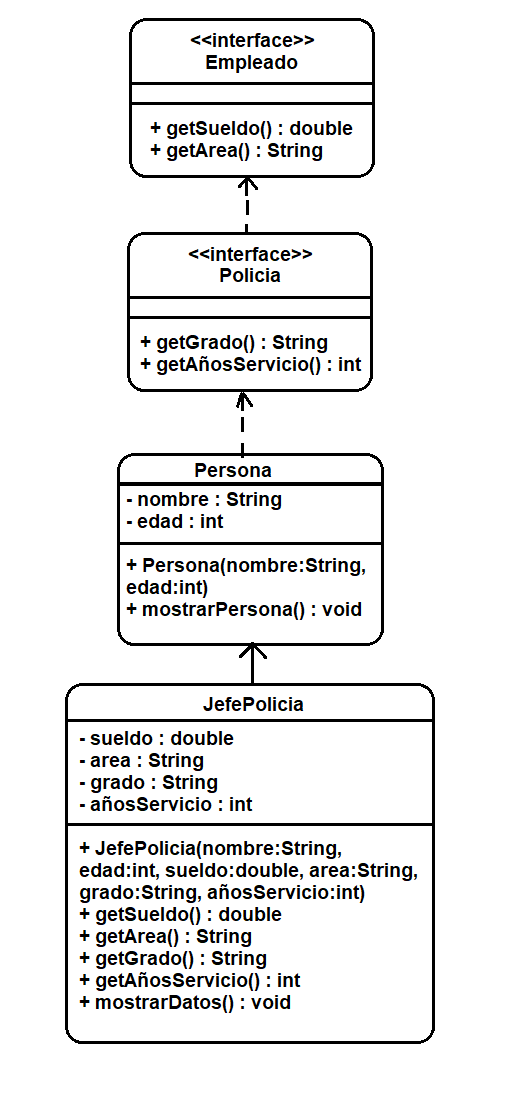 <<interface>>
Empleado
+ getSueldo() : double
+ getArea() : String
<<interface>>
Policia
+ getGrado() : String
+ getAñosServicio : int
Persona
- nombre : String
- edad : int
+ Persona(nombre:String,
edad:int)
+ mostrarPersona() : void
JefePolicia
- sueldo : double
- area : String
- grado : String
- añosServicio : int
+ JefePolicia(nombre:String,
edad:int, sueldo:double, area:String,
grado:String, añosServicio:int)
+ getSueldo() : double
+ getArea() : String
+ getGrado() : String
+ getAñosServicio() : int
+ mostrarDatos() : void